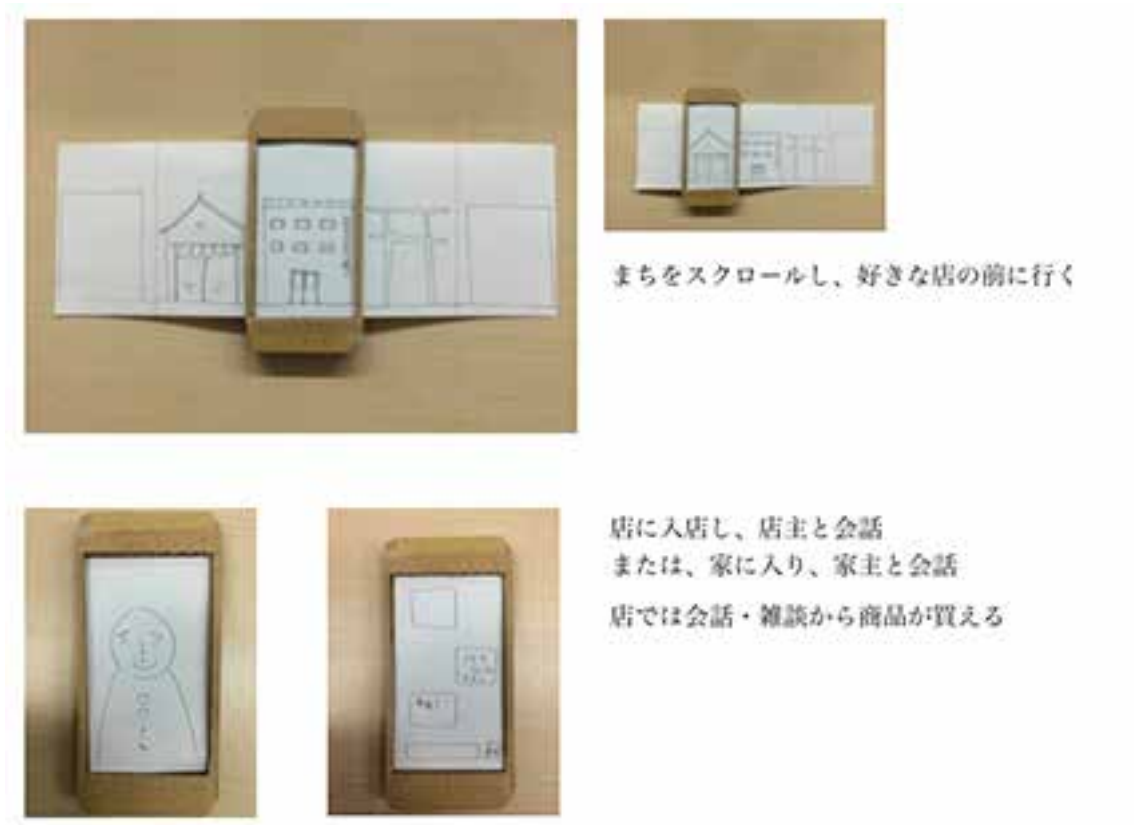 まちをスクロールし、好きな店の前に行く
店に入店し、店主と会話
または、家に入り、家主と会話
店では会話・雑談から商品が買える